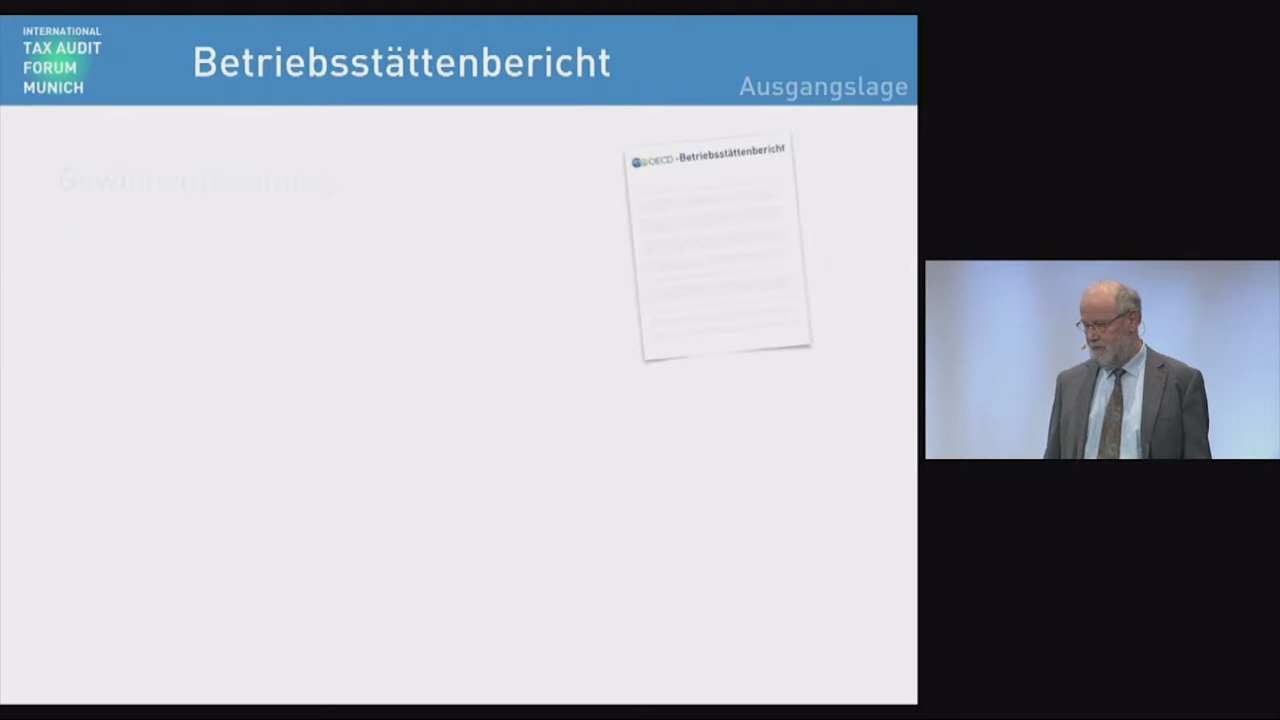 INTERNATIONAL
TAX AUDIT
FORUM
MUNICH
Betriebsstättenbericht
Ausgangslage
OECD -Betriebsstättenbericht